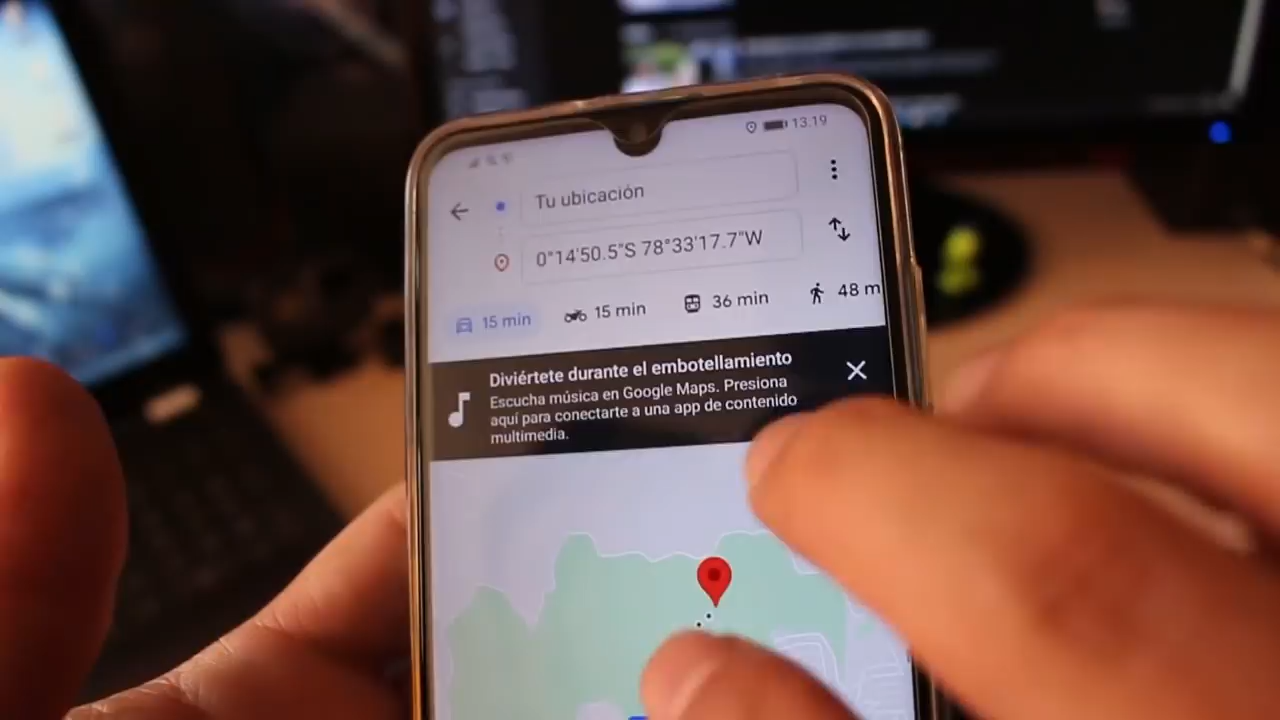 13:19
Tu ubicación
0°14'50.5"S 78°33'17.7"W
15 min
15 min
36 min
48 m
Diviértete durante el embotellamiento
Escucha música en Google Maps. Presiona
aquí para conectarte a una app de contenido
multimedia.